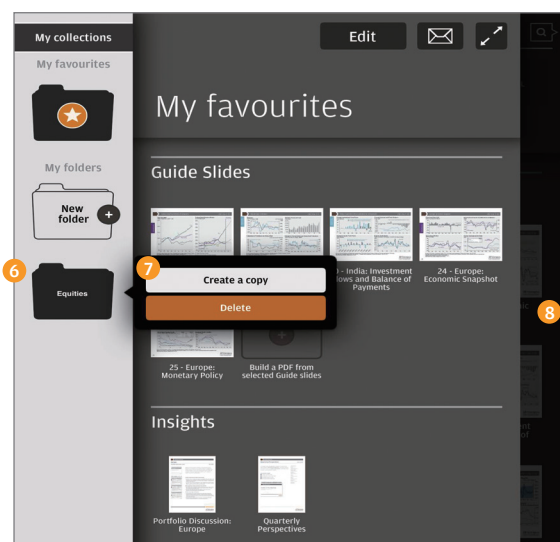 My collections
Edit
My favourites
My favourites
My folders
New
folder
Guide Slides
6
Equities
7
Create a copy
Delete
- India: Investment
ows and Balance of
Payments
24 - Europe:
Economic Snapshot
8
25 - Europe:
Monetary Policy
Build a PDF from
selected Guide slides
Insights
Portfolio Discussion:
Europe
Quarterly
Perspectives